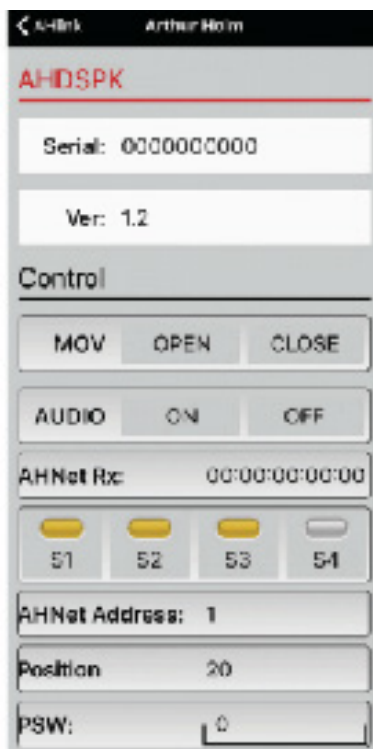 AHlink Arthur Holm
AHDSPK
Serial: 0000000000
Ver: 1.2
Control
MOV OPEN CLOSE
AUDIO ON OFF
AHNet Rx: 00:00:00:00:00
S1 S2 S3 S4
AHNet Address: 1
Position 20
PSW: 0